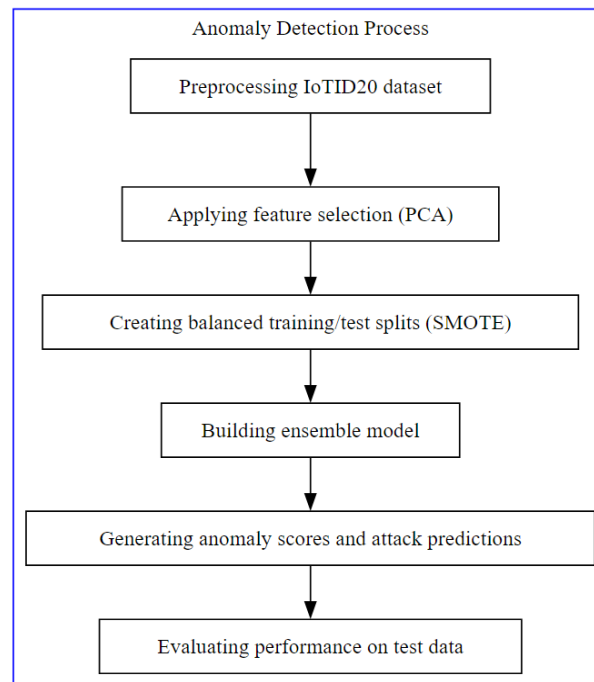 Anomaly Detection Process
Preprocessing IoTID20 dataset
Applying feature selection (PCA)
Creating balanced training/test splits (SMOTE)
Building ensemble model
Generating anomaly scores and attack predictions
Evaluating performance on test data